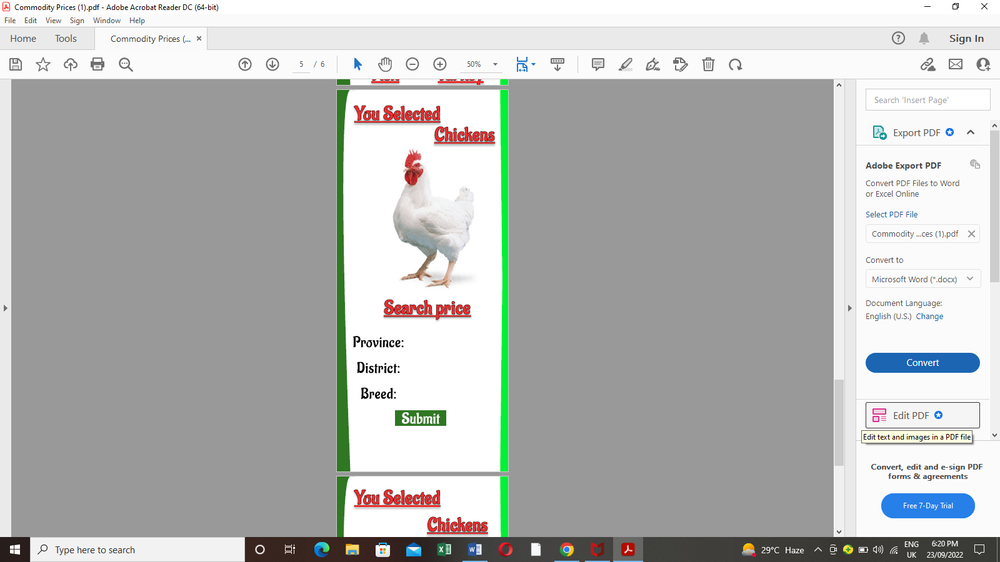 Commodity Prices (1).pdf - Adobe Acrobat Reader DC (64-bit)
File Edit View Sign Window Help
Home Tools Commodity Prices (... × Sign In
5 / 6 50%
You Selected
Chickens
Search price
Province:
District:
Breed:
Submit
You Selected
Chickens
Search 'Insert Page'
Export PDF
Adobe Export PDF
Convert PDF Files to Word
or Excel Online
Select PDF File
Commodity ...ces (1).pdf
Convert to
Microsoft Word (*.docx)
Document Language:
English (U.S.) Change
Convert
Edit PDF
Edit text and images in a PDF file
Convert, edit and e-sign PDF
forms & agreements
Free 7-Day Trial
Type here to search
29°C Haze
ENG
UK
6:20 PM
23/09/2022